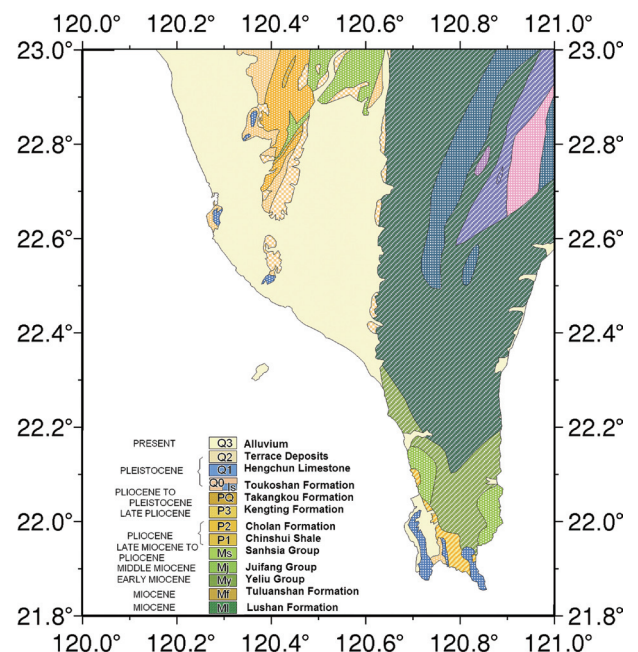 120.0° 120.2° 120.4° 120.6° 120.8° 121.0°
23.0° 23.0°
22.8° 22.8°
22.6° 22.6°
22.4° 22.4°
22.2° 22.2°
22.0° 22.0°
21.8° 21.8°
120.0° 120.2° 120.4° 120.6° 120.8° 121.0°
PRESENT Q3 Alluvium
Q2 Terrace Deposits
PLEISTOCENE Q1 Hengchun Limestone
Q0 ls Toukoshan Formation
PLIOCENE TO PLEISTOCENE PQ Takangkou Formation
LATE PLIOCENE P3 Kengting Formation
PLIOCENE P2 Cholan Formation
P1 Chinshui Shale
LATE MIOCENE TO PLIOCENE Ms Sanhsia Group
MIDDLE MIOCENE Mj Juifang Group
EARLY MIOCENE My Yeliu Group
MIOCENE Mf Tuluanshan Formation
MIOCENE Ml Lushan Formation